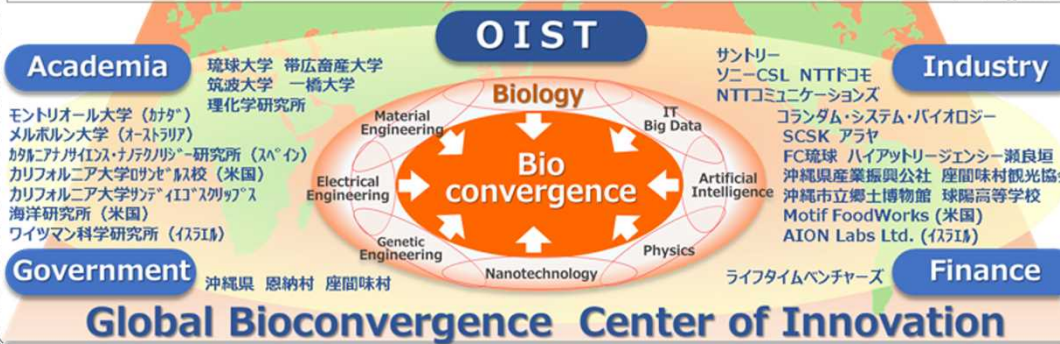 OIST
Academia
琉球大学 帯広畜産大学
筑波大学 一橋大学
理化学研究所
モントリオール大学（ｶﾅﾀﾞ）
メルボルン大学（ｵｰｽﾄﾗﾘｱ）
ｶﾀﾙﾆｱﾅﾉｻｲｴﾝｽ・ﾅﾉﾃｸﾉﾘｼﾞｰ研究所（ｽﾍﾟｲﾝ）
カリフォルニア大学ﾛｻﾝｾﾞﾙｽ校（米国）
カリフォルニア大学ｻﾝﾃﾞｨｴｺﾞｽｸﾘｯﾌﾟｽ
海洋研究所（米国）
ワイツマン科学研究所（ｲｽﾗｴﾙ）
Government
沖縄県 恩納村 座間味村
Biology
Material
Engineering
IT
Big Data
Electrical
Engineering
Bio
convergence
Artificial
Intelligence
Genetic
Engineering
Physics
Nanotechnology
Industry
サントリー
ソニーCSL NTTﾄﾞコモ
NTTコミュニケーションズ
コランダム・システム・バイオロジー
SCSK アラヤ
FC琉球 ハイアットリージェンシー瀬良垣
沖縄県産業振興公社 座間味村観光協会
沖縄市立郷土博物館 球陽高等学校
Motif FoodWorks (米国)
AION Labs Ltd. (ｲｽﾗｴﾙ)
Finance
ライフタイムベンチャーズ
Global Bioconvergence Center of Innovation